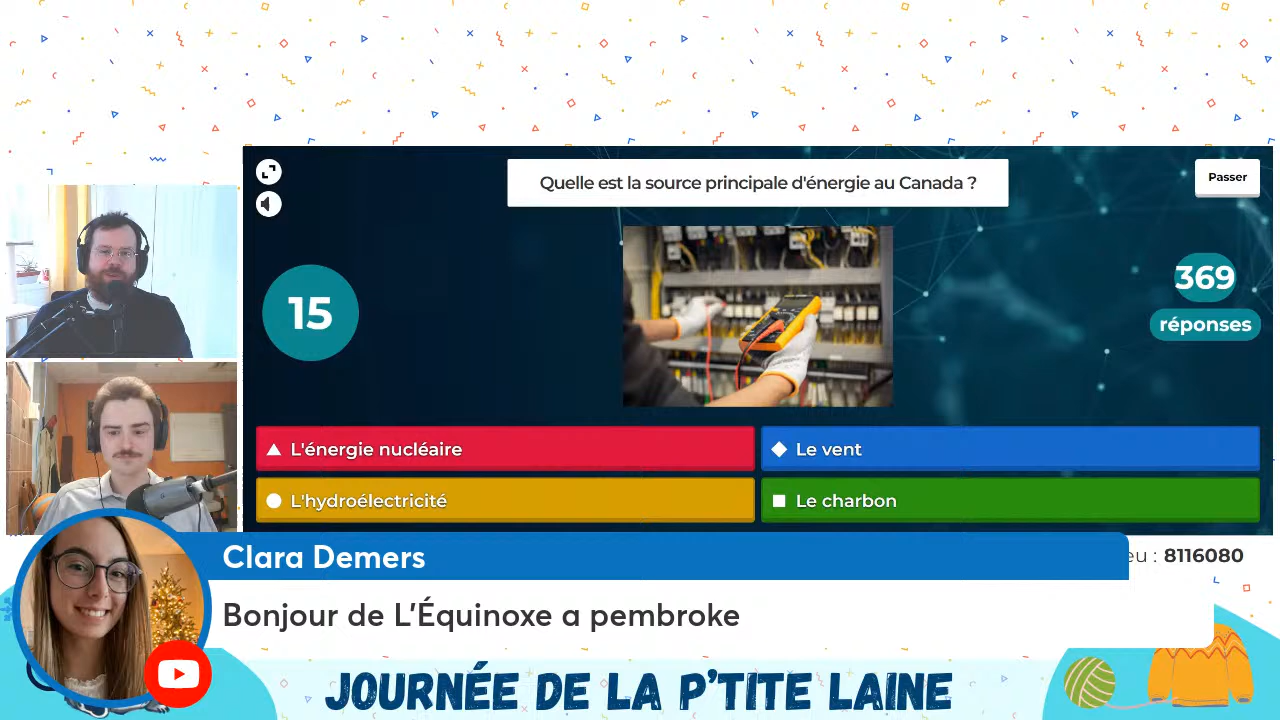 Quelle est la source principale d'énergie au Canada ?
Passer
15
369
réponses
L'énergie nucléaire
Le vent
L'hydroélectricité
Le charbon
Clara Demers
eu : 8116080
Bonjour de L'Équinoxe a pembroke
JOURNÉE DE LA P'TITE LAINE